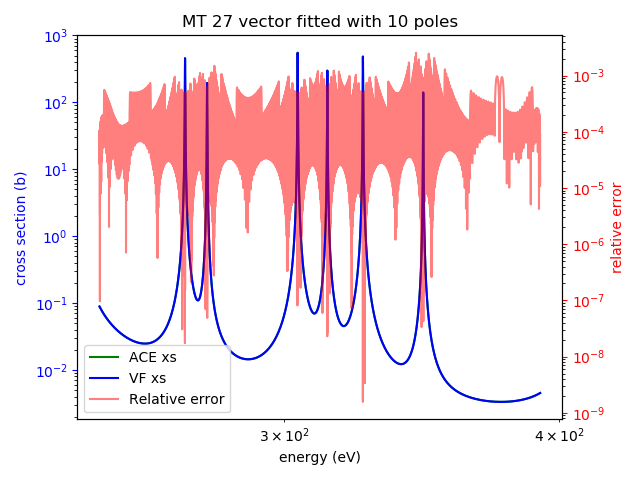 MT 27 vector fitted with 10 poles
10³
10²
10¹
10⁰
10⁻¹
10⁻²
cross section (b)
10⁻³
10⁻⁴
10⁻⁵
10⁻⁶
10⁻⁷
10⁻⁸
10⁻⁹
relative error
ACE xs
VF xs
Relative error
3 × 10²
4 × 10²
energy (eV)